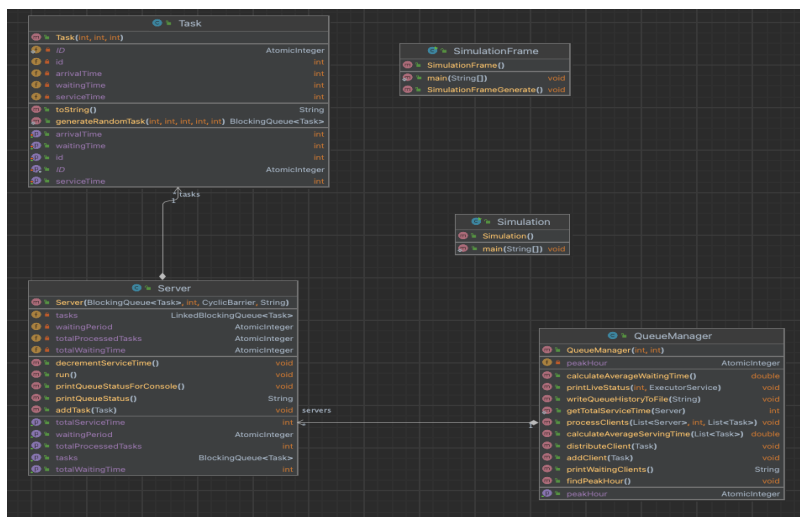 Task
Task(int, int, int)
ID AtomicInteger
id int
arrivalTime int
waitingTime int
serviceTime int
toString() String
generateRandomTask(int, int, int, int, int) BlockingQueue<Task>
arrivalTime int
waitingTime int
id int
ID AtomicInteger
serviceTime int
SimulationFrame
SimulationFrame()
main(String[]) void
SimulationFrameGenerate() void
1
tasks
Simulation
Simulation()
main(String[]) void
Server
Server(BlockingQueue<Task>, int, CyclicBarrier, String)
tasks LinkedBlockingQueue<Task>
waitingPeriod AtomicInteger
totalProcessedTasks AtomicInteger
totalWaitingTime AtomicInteger
decrementServiceTime() void
run() void
printQueueStatusForConsole() void
printQueueStatus() String
addTask(Task) void
totalServiceTime int
waitingPeriod AtomicInteger
totalProcessedTasks int
tasks BlockingQueue<Task>
totalWaitingTime int
servers
1
QueueManager
QueueManager(int, int)
peakHour AtomicInteger
calculateAverageWaitingTime() double
printLiveStatus(int, ExecutorService) void
writeQueueHistoryToFile(String) void
getTotalServiceTime(Server) int
processClients(List<Server>, int, List<Task>) void
calculateAverageServingTime(List<Task>) double
distributeClient(Task) void
addClient(Task) void
printWaitingClients() String
findPeakHour() void
peakHour AtomicInteger